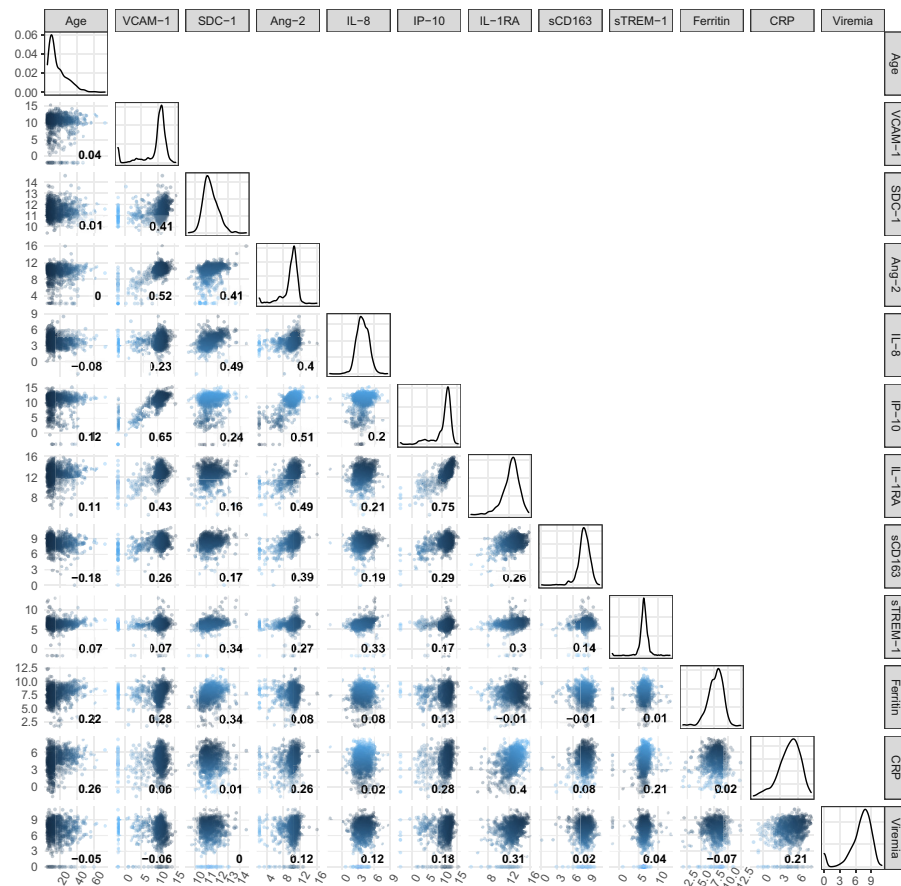 Age VCAM−1 SDC−1 Ang−2 IL−8 IP−10 IL−1RA sCD163 sTREM−1 Ferritin CRP Viremia
0.06
0.04
0.02
0.00
Age
15
10
5
0
0.04
VCAM−1
14
13
12
11
10
0.01 0.41
SDC−1
16
12
8
4
0 0.52 0.41
Ang−2
9
6
3
0
−0.08 0.23 0.49 0.4
IL−8
15
10
5
0
0.12 0.65 0.24 0.51 0.2
IP−10
16
12
8
0.11 0.43 0.16 0.49 0.21 0.75
IL−1RA
9
6
3
0
−0.18 0.26 0.17 0.39 0.19 0.29 0.26
sCD163
10
5
0
0.07 0.07 0.34 0.27 0.33 0.17 0.3 0.14
sTREM−1
12.5
10.0
7.5
5.0
2.5
0.22 0.28 0.34 0.08 0.08 0.13 −0.01 −0.01 0.01
Ferritin
6
3
0
0.26 0.06 0.01 0.26 0.02 0.28 0.4 0.08 0.21 0.02
CRP
9
6
3
0
−0.05 −0.06 0 0.12 0.12 0.18 0.31 0.02 0.04 −0.07 0.21
Viremia
20 40 60 0 5 10 15 10 11 12 13 14 4 8 12 16 0 3 6 9 0 5 10 15 8 12 16 0 3 6 9 0 5 10 2.5 5.0 7.5 10.0 12.5 0 3 6 0 3 6 9